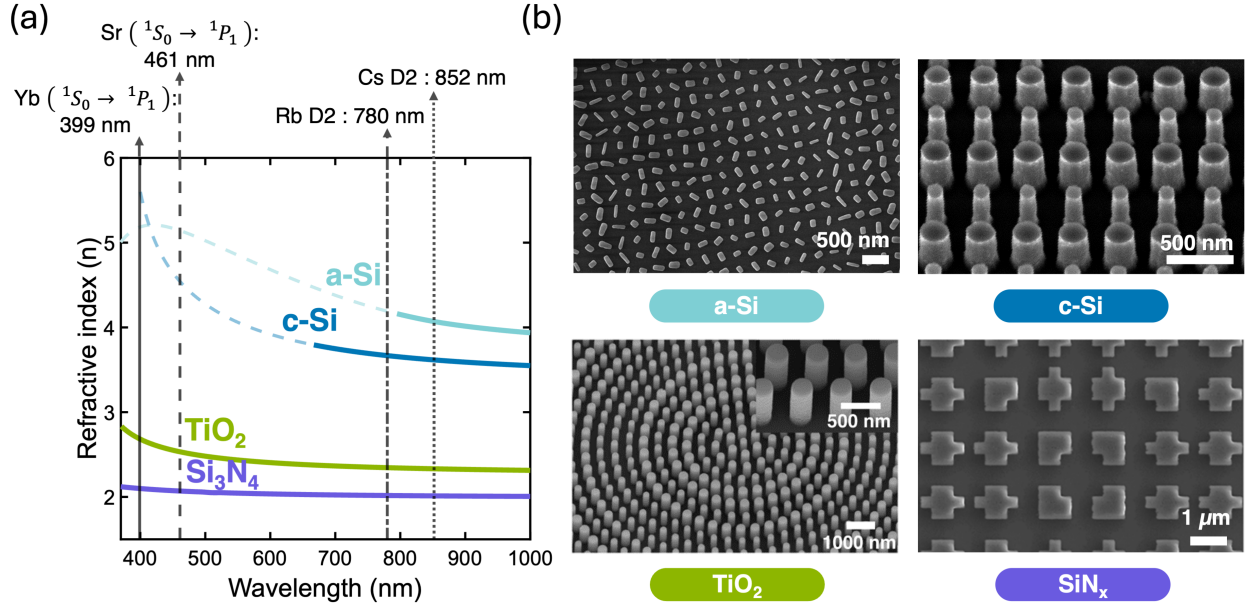 (a)
Sr ( ¹S₀ → ¹P₁):
461 nm
Yb ( ¹S₀ → ¹P₁):
399 nm
Cs D2 : 852 nm
Rb D2 : 780 nm
6
5
4
3
2
Refractive index (n)
a-Si
c-Si
TiO₂
Si₃N₄
400 500 600 700 800 900 1000
Wavelength (nm)
(b)
500 nm
a-Si
500 nm
c-Si
500 nm
1000 nm
TiO₂
1 µm
SiNₓ